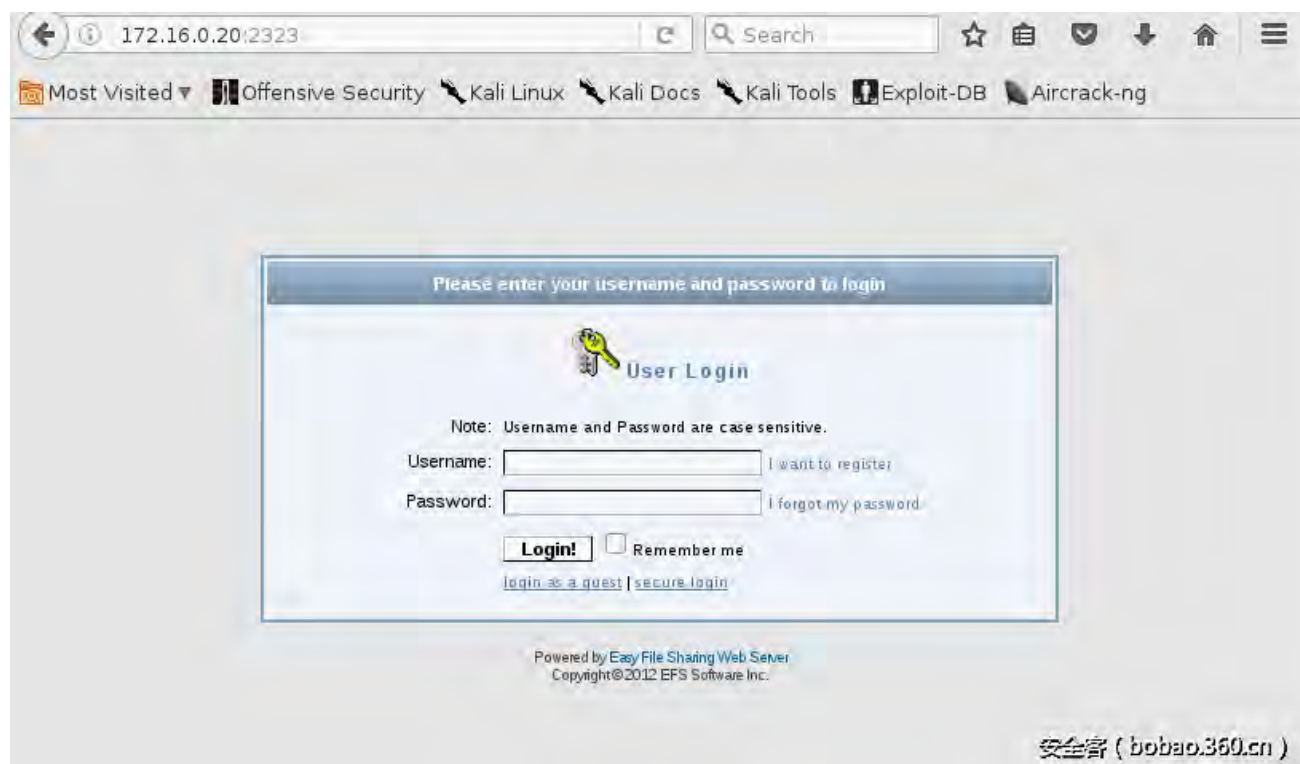 172.16.0.20:2323 Search
Most Visited Offensive Security Kali Linux Kali Docs Kali Tools Exploit-DB Aircrack-ng
Please enter your username and password to login
User Login
Note: Username and Password are case sensitive.
Username: I want to register
Password: I forgot my password
Login! Remember me
login as a guest | secure login
Powered by Easy File Sharing Web Server
Copyright©2012 EFS Software Inc.
安全客 ( bobao.360.cn )